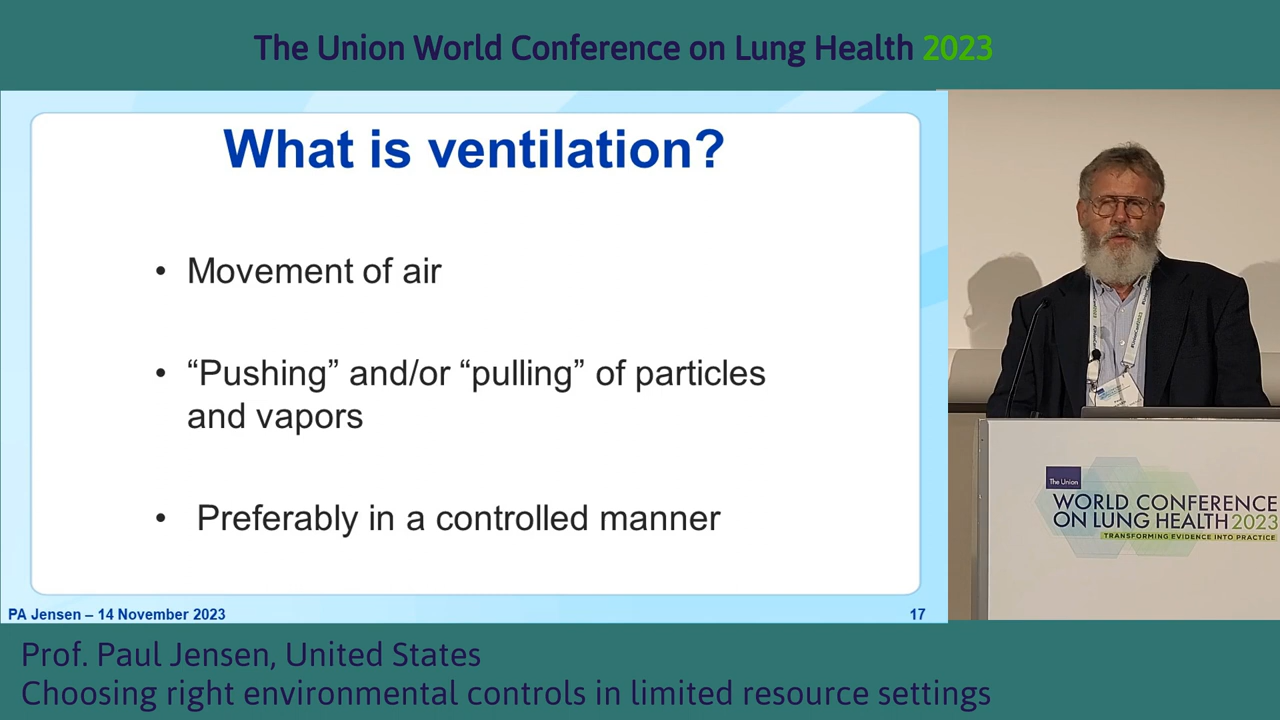 The Union World Conference on Lung Health 2023
What is ventilation?
• Movement of air
• “Pushing” and/or “pulling” of particles
and vapors
• Preferably in a controlled manner
PA Jensen – 14 November 2023
17
The Union
WORLD CONFERENCE
ON LUNG HEALTH 2023
TRANSFORMING EVIDENCE INTO PRACTICE
Prof. Paul Jensen, United States
Choosing right environmental controls in limited resource settings